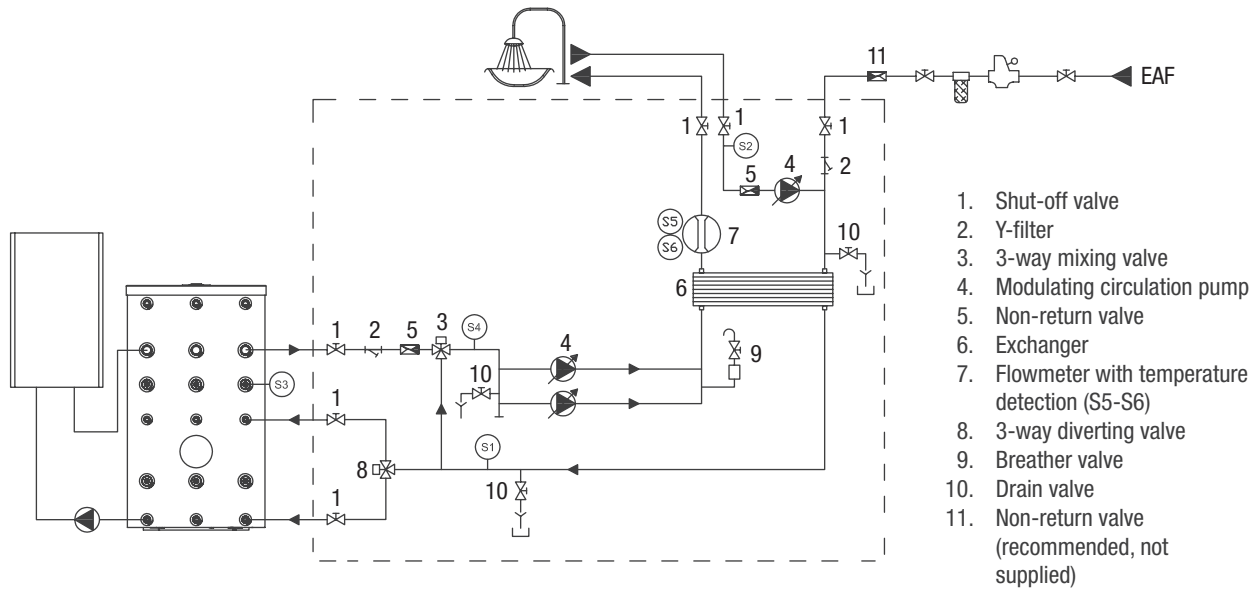 11
EAF
1
1
1
S2
4
2
5
S5
S6
7
10
6
1
2
5
3
S4
4
9
S3
10
1
S1
8
10
1
1. Shut-off valve
2. Y-filter
3. 3-way mixing valve
4. Modulating circulation pump
5. Non-return valve
6. Exchanger
7. Flowmeter with temperature
detection (S5-S6)
8. 3-way diverting valve
9. Breather valve
10. Drain valve
11. Non-return valve
(recommended, not
supplied)